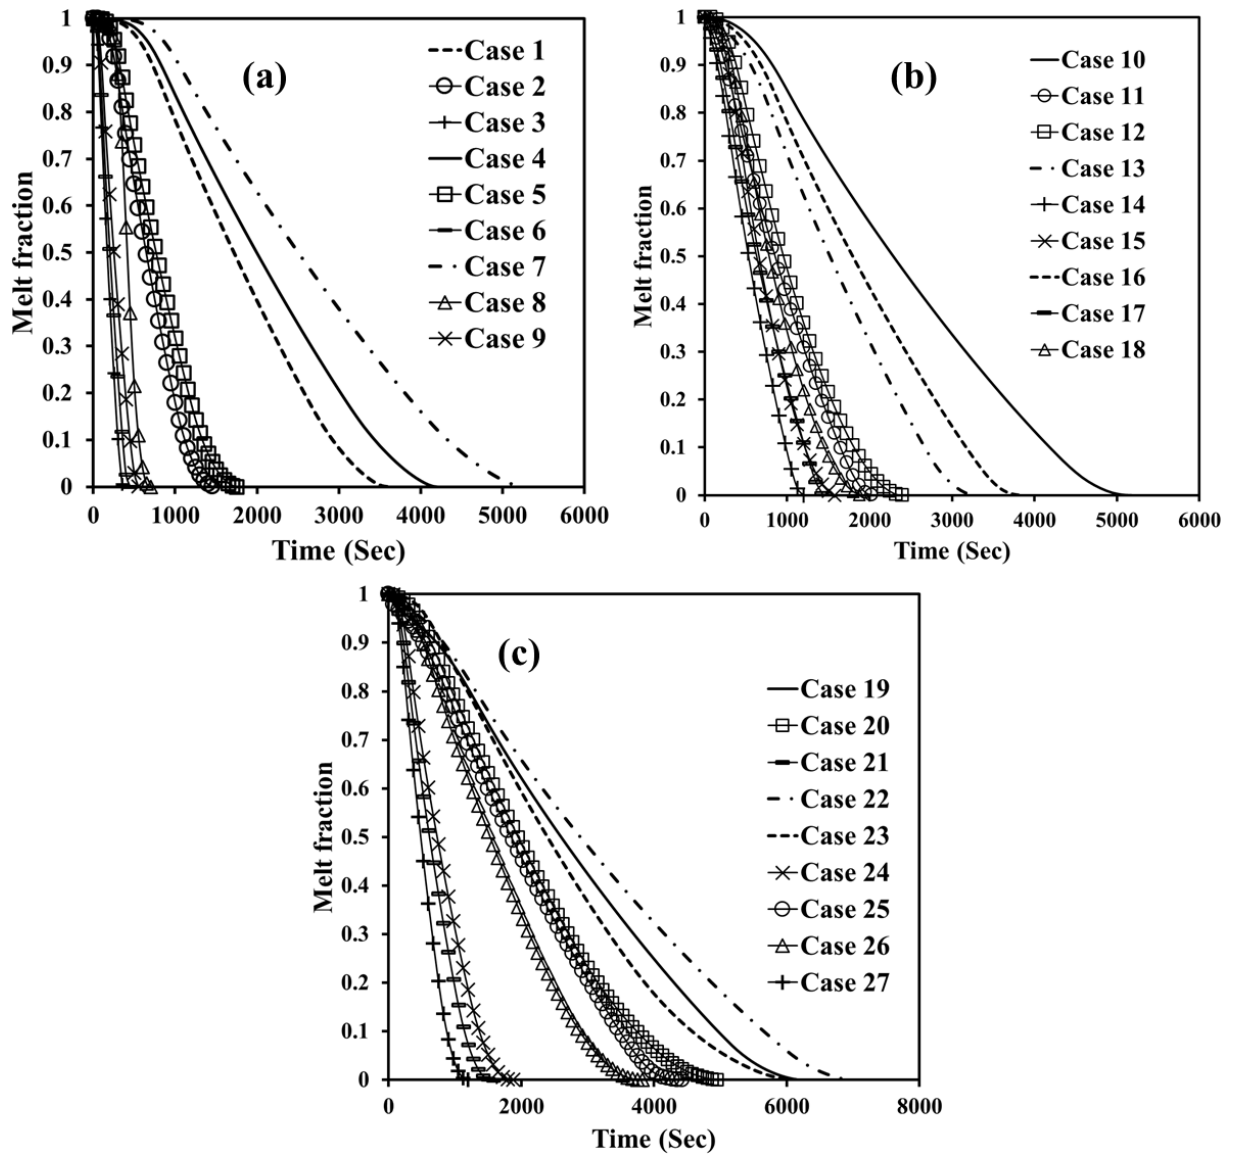 (a)
Melt fraction
1
0.9
0.8
0.7
0.6
0.5
0.4
0.3
0.2
0.1
0
0 1000 2000 3000 4000 5000 6000
Time (Sec)
Case 1
Case 2
Case 3
Case 4
Case 5
Case 6
Case 7
Case 8
Case 9
(b)
Melt fraction
1
0.9
0.8
0.7
0.6
0.5
0.4
0.3
0.2
0.1
0
0 1000 2000 3000 4000 5000 6000
Time (Sec)
Case 10
Case 11
Case 12
Case 13
Case 14
Case 15
Case 16
Case 17
Case 18
(c)
Melt fraction
1
0.9
0.8
0.7
0.6
0.5
0.4
0.3
0.2
0.1
0
0 2000 4000 6000 8000
Time (Sec)
Case 19
Case 20
Case 21
Case 22
Case 23
Case 24
Case 25
Case 26
Case 27